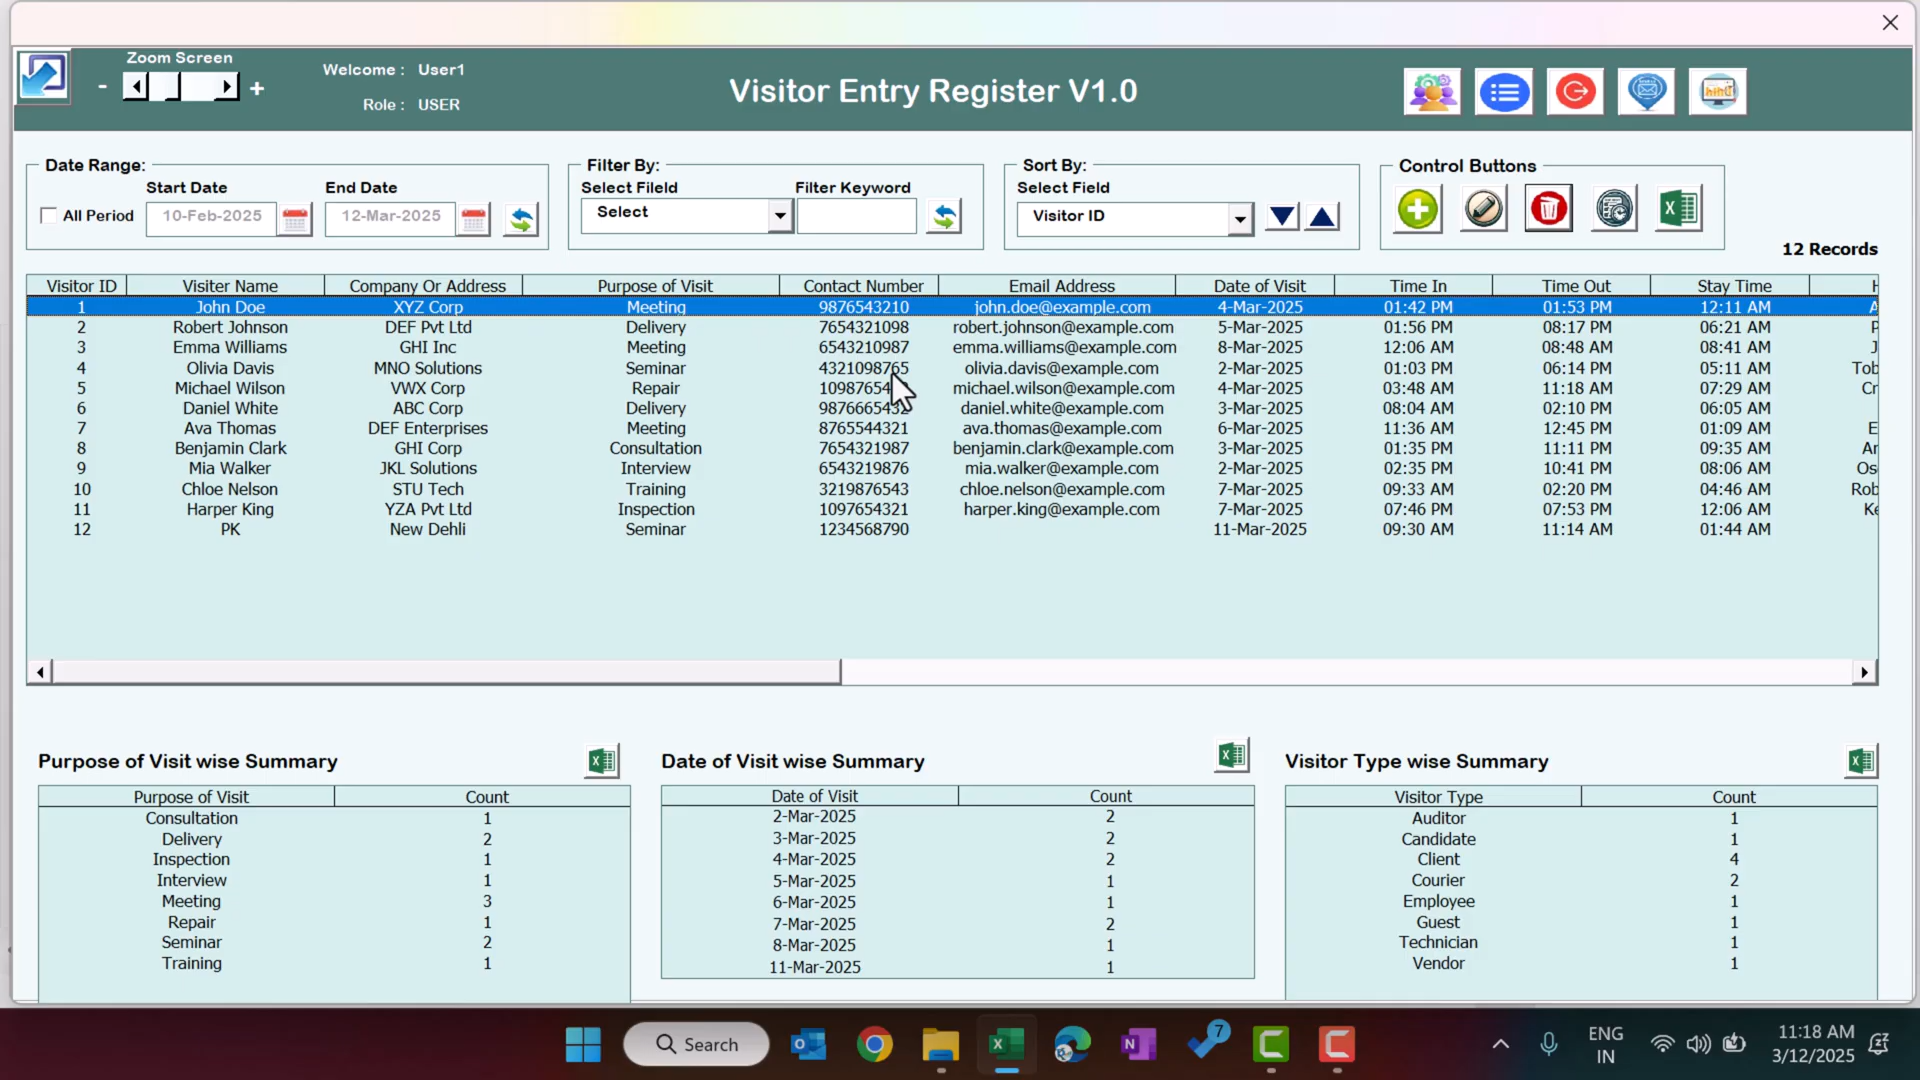 Zoom Screen
- +
Welcome : User1
Role : USER
Visitor Entry Register V1.0
Date Range:
Start Date End Date
All Period 10-Feb-2025 12-Mar-2025
Filter By:
Select Fileld Filter Keyword
Select
Sort By:
Select Field
Visitor ID
Control Buttons
12 Records
Visitor ID Visiter Name Company Or Address Purpose of Visit Contact Number Email Address Date of Visit Time In Time Out Stay Time
1 John Doe XYZ Corp Meeting 9876543210 john.doe@example.com 4-Mar-2025 01:42 PM 01:53 PM 12:11 AM
2 Robert Johnson DEF Pvt Ltd Delivery 7654321098 robert.johnson@example.com 5-Mar-2025 01:56 PM 08:17 PM 06:21 AM
3 Emma Williams GHI Inc Meeting 6543210987 emma.williams@example.com 8-Mar-2025 12:06 AM 08:48 AM 08:41 AM
4 Olivia Davis MNO Solutions Seminar 4321098765 olivia.davis@example.com 2-Mar-2025 01:03 PM 06:14 PM 05:11 AM Tob
5 Michael Wilson VWX Corp Repair michael.wilson@example.com 4-Mar-2025 03:48 AM 11:18 AM 07:29 AM Cr
6 Daniel White ABC Corp Delivery 9876665432 daniel.white@example.com 3-Mar-2025 08:04 AM 02:10 PM 06:05 AM
7 Ava Thomas DEF Enterprises Meeting 8765544321 ava.thomas@example.com 6-Mar-2025 11:36 AM 12:45 PM 01:09 AM E
8 Benjamin Clark GHI Corp Consultation 7654321987 benjamin.clark@example.com 3-Mar-2025 01:35 PM 11:11 PM 09:35 AM Ar
9 Mia Walker JKL Solutions Interview 6543219876 mia.walker@example.com 2-Mar-2025 02:35 PM 10:41 PM 08:06 AM Os
10 Chloe Nelson STU Tech Training 3219876543 chloe.nelson@example.com 7-Mar-2025 09:33 AM 02:20 PM 04:46 AM Rob
11 Harper King YZA Pvt Ltd Inspection 1097654321 harper.king@example.com 7-Mar-2025 07:46 PM 07:53 PM 12:06 AM Ke
12 PK New Dehli Seminar 1234568790 11-Mar-2025 09:30 AM 11:14 AM 01:44 AM
Purpose of Visit wise Summary
Purpose of Visit Count
Consultation 1
Delivery 2
Inspection 1
Interview 1
Meeting 3
Repair 1
Seminar 2
Training 1
Date of Visit wise Summary
Date of Visit Count
2-Mar-2025 2
3-Mar-2025 2
4-Mar-2025 2
5-Mar-2025 1
6-Mar-2025 1
7-Mar-2025 2
8-Mar-2025 1
11-Mar-2025 1
Visitor Type wise Summary
Visitor Type Count
Auditor 1
Candidate 1
Client 4
Courier 2
Employee 1
Guest 1
Technician 1
Vendor 1
Search
7
ENG
IN
11:18 AM
3/12/2025